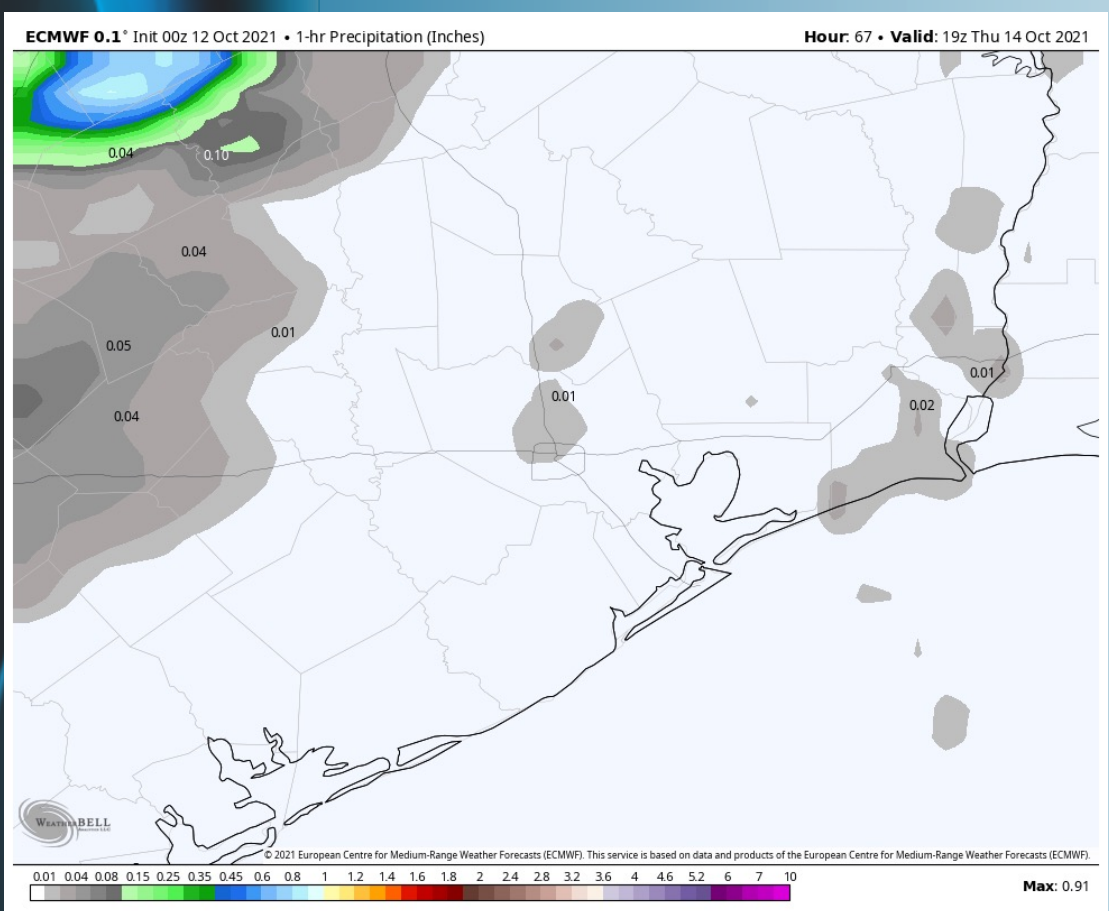 ECMWF 0.1° Init 00z 12 Oct 2021 • 1-hr Precipitation (Inches) Hour: 67 • Valid: 19z Thu 14 Oct 2021
0.04 0.10
0.04
0.01
0.05
0.01
0.01
0.02
0.04
WEATHERBELL
© 2021 European Centre for Medium-Range Weather Forecasts (ECMWF). This service is based on data and products of the European Centre for Medium-Range Weather Forecasts (ECMWF).
0.01 0.04 0.08 0.15 0.25 0.35 0.45 0.6 0.8 1 1.2 1.4 1.6 1.8 2 2.4 2.8 3.2 3.6 4 4.6 5.2 6 7 10
Max: 0.91